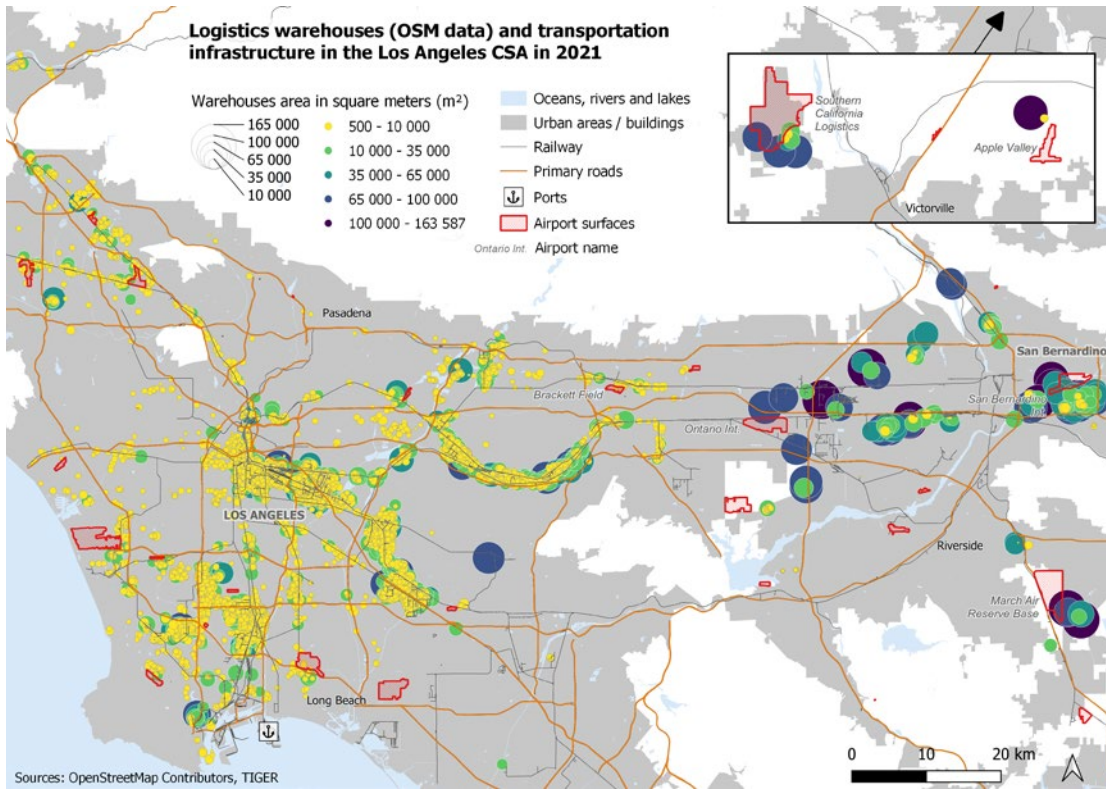 Logistics warehouses (OSM data) and transportation
infrastructure in the Los Angeles CSA in 2021
Warehouses area in square meters (m²)
165 000
100 000
65 000
35 000
10 000
500 - 10 000
10 000 - 35 000
35 000 - 65 000
65 000 - 100 000
100 000 - 163 587
Oceans, rivers and lakes
Urban areas / buildings
Railway
Primary roads
Ports
Airport surfaces
Ontario Int. Airport name
Southern
California
Logistics
Apple Valley
Victorville
Pasadena
San Bernardino
Brackett Field
San Bernardino
Int.
Ontario Int.
LOS ANGELES
Riverside
March Air
Reserve Base
Long Beach
0 10 20 km
Sources: OpenStreetMap Contributors, TIGER